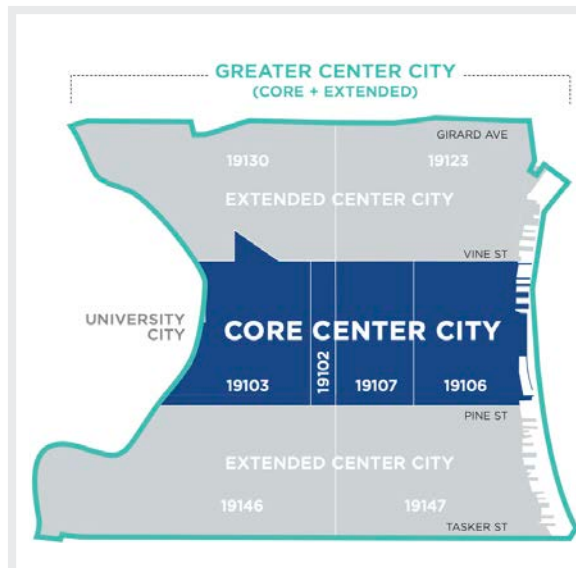 GREATER CENTER CITY
(CORE + EXTENDED)
GIRARD AVE
19130
19123
EXTENDED CENTER CITY
VINE ST
UNIVERSITY
CITY
CORE CENTER CITY
19103
19102
19107
19106
PINE ST
EXTENDED CENTER CITY
19146
19147
TASKER ST